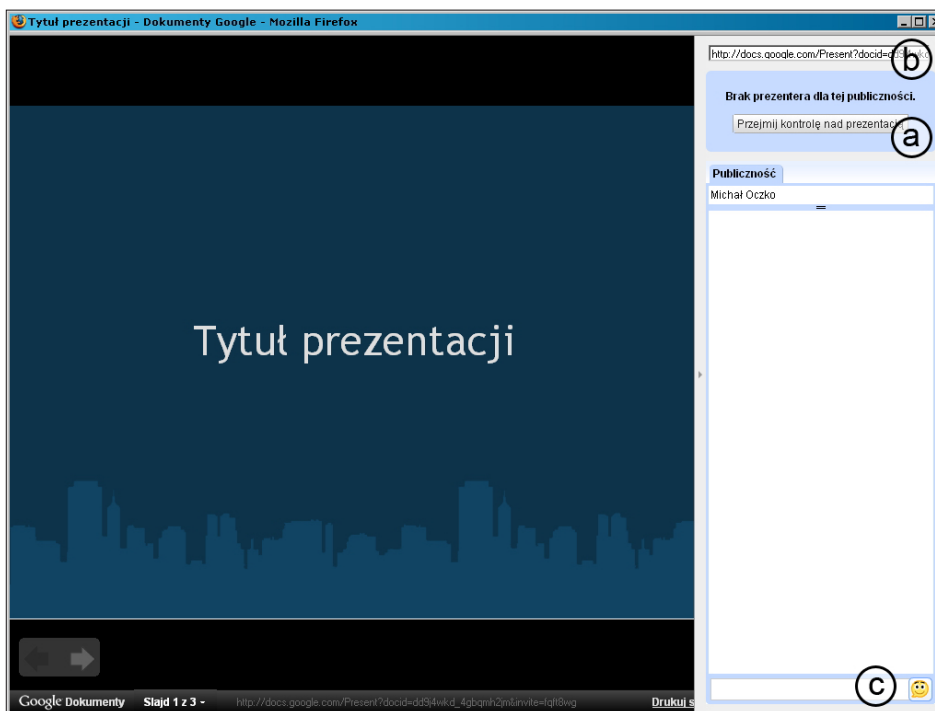 Tytuł prezentacji - Dokumenty Google - Mozilla Firefox
http://docs.google.com/Present?docid=
b
Brak prezentera dla tej publiczności.
Przejmij kontrolę nad prezentacją
a
Publiczność
Michał Oczko
Tytuł prezentacji
c
Google Dokumenty Slajd 1 z 3 http://docs.google.com/Present?docid=dd9j4wkd_4gbqmh2jm&invite=lqft8wg Drukuj s